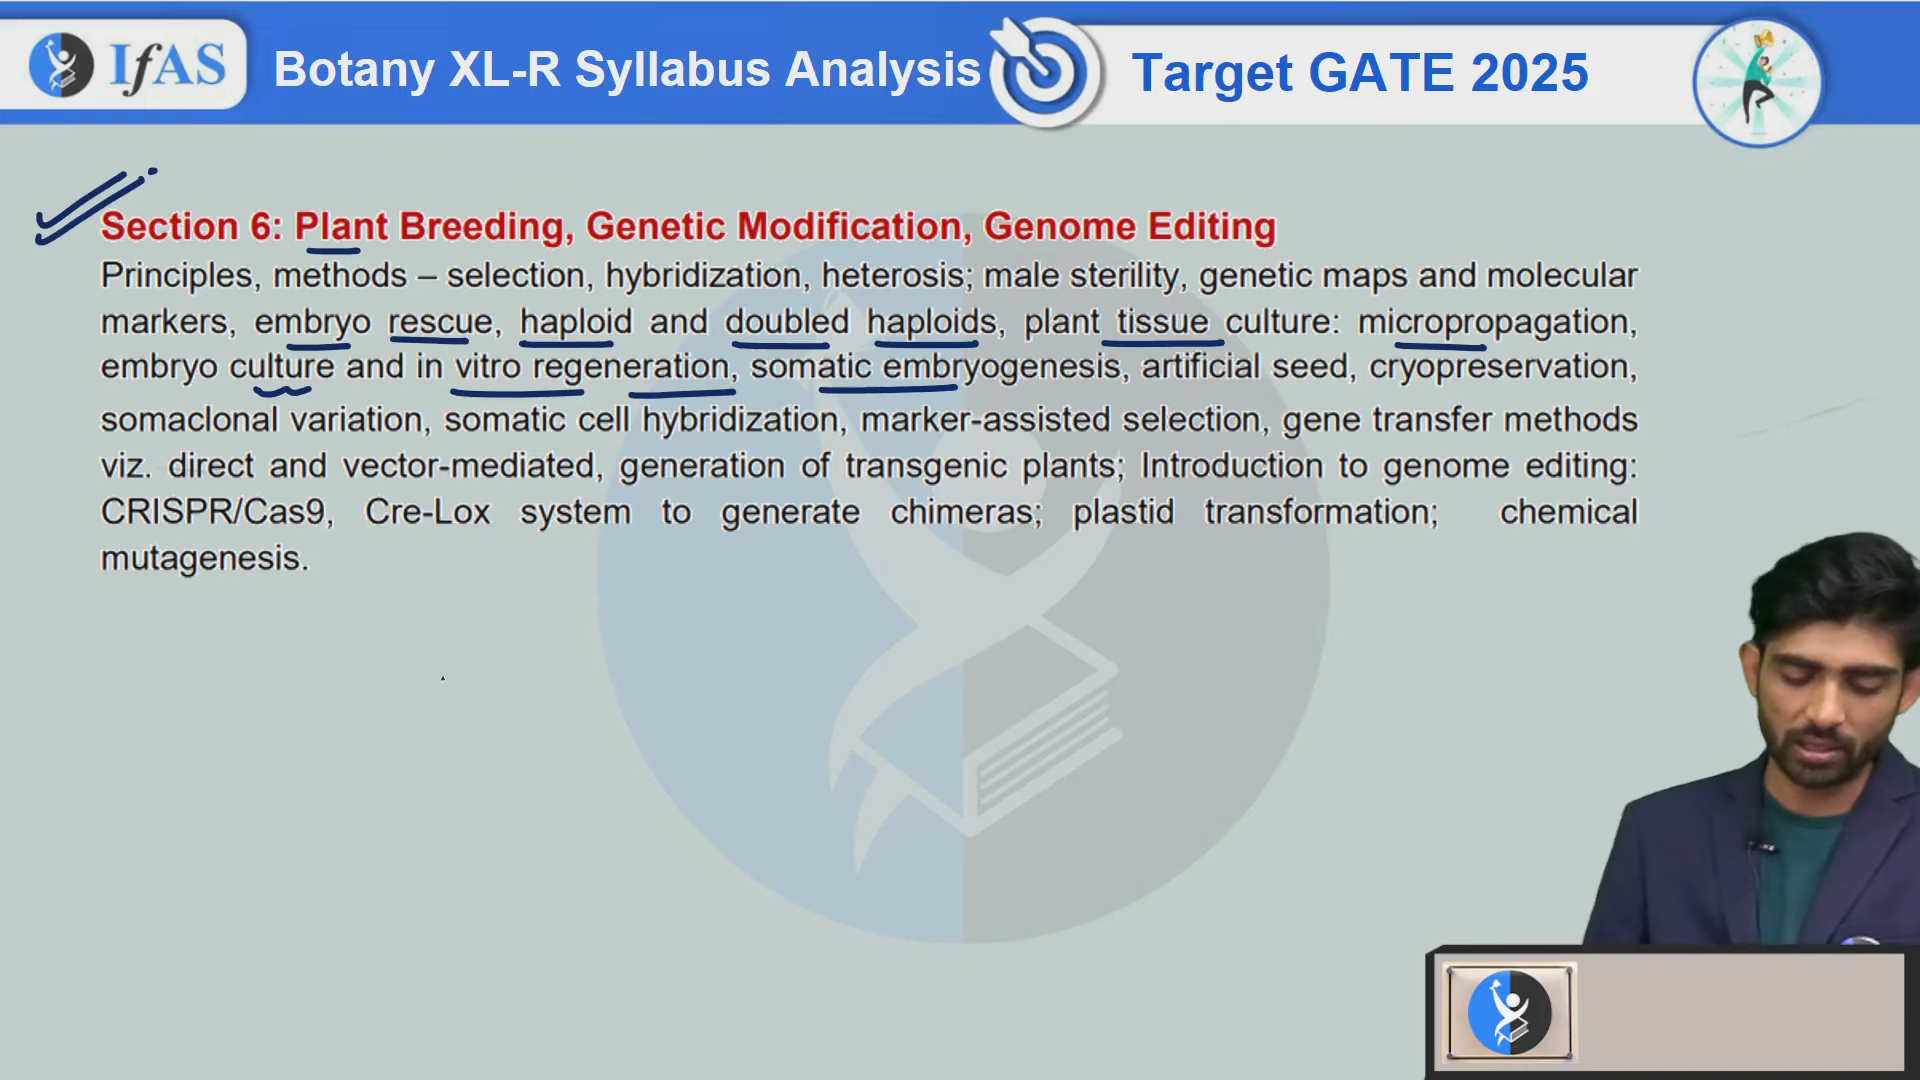 IfAS
Botany XL-R Syllabus Analysis
Target GATE 2025
Section 6: Plant Breeding, Genetic Modification, Genome Editing
Principles, methods – selection, hybridization, heterosis; male sterility, genetic maps and molecular
markers, embryo rescue, haploid and doubled haploids, plant tissue culture: micropropagation,
embryo culture and in vitro regeneration, somatic embryogenesis, artificial seed, cryopreservation,
somaclonal variation, somatic cell hybridization, marker-assisted selection, gene transfer methods
viz. direct and vector-mediated, generation of transgenic plants; Introduction to genome editing:
CRISPR/Cas9, Cre-Lox system to generate chimeras; plastid transformation; chemical
mutagenesis.